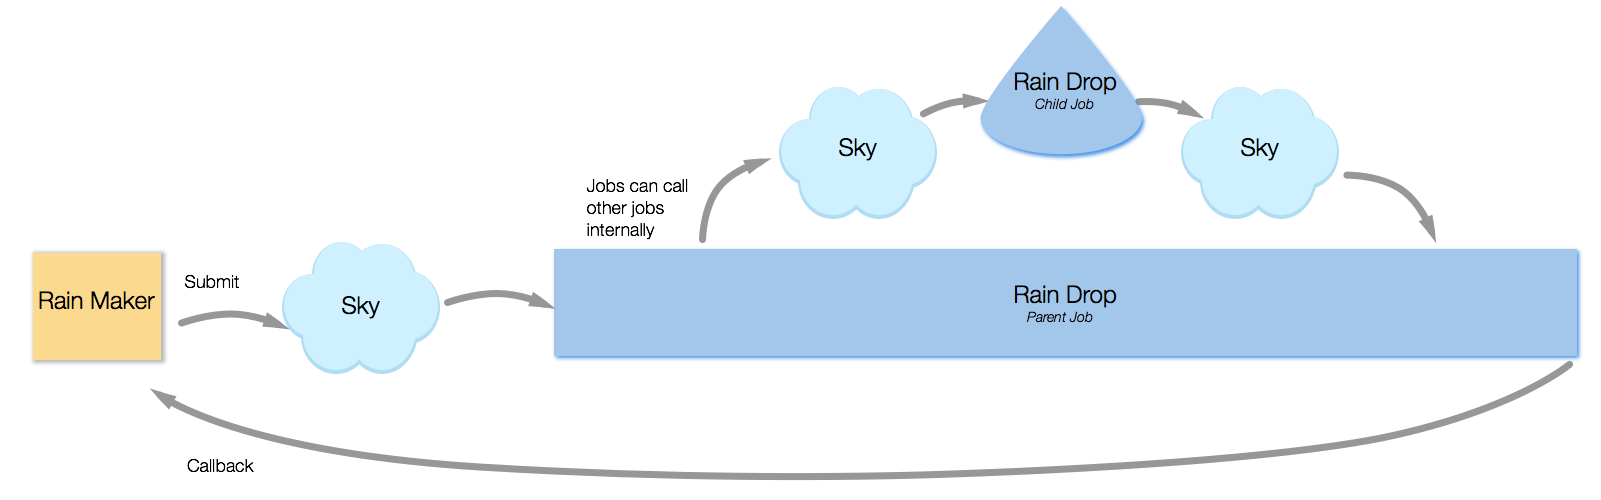 Rain Drop
Child Job
Sky
Sky
Jobs can call
other jobs
internally
Rain Maker
Submit
Sky
Rain Drop
Parent Job
Callback